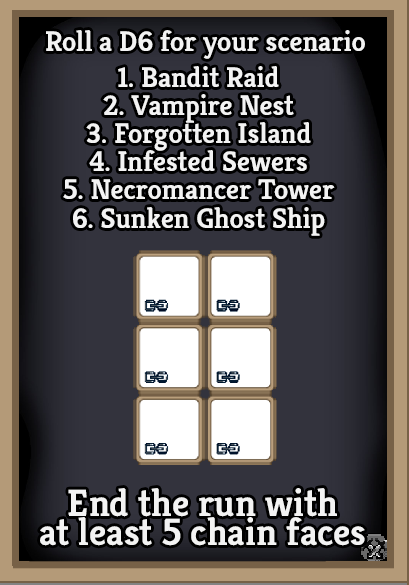 Roll a D6 for your scenario
1. Bandit Raid
2. Vampire Nest
3. Forgotten Island
4. Infested Sewers
5. Necromancer Tower
6. Sunken Ghost Ship
End the run with
at least 5 chain faces